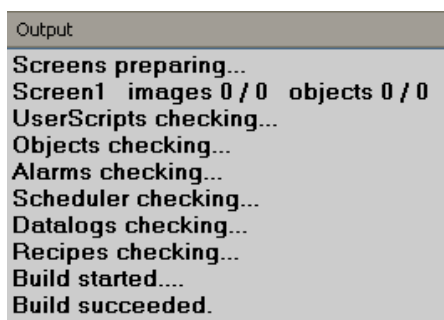 Output
Screens preparing...
Screen1 images 0 / 0 objects 0 / 0
UserScripts checking...
Objects checking...
Alarms checking...
Scheduler checking...
Datalogs checking...
Recipes checking...
Build started....
Build succeeded.